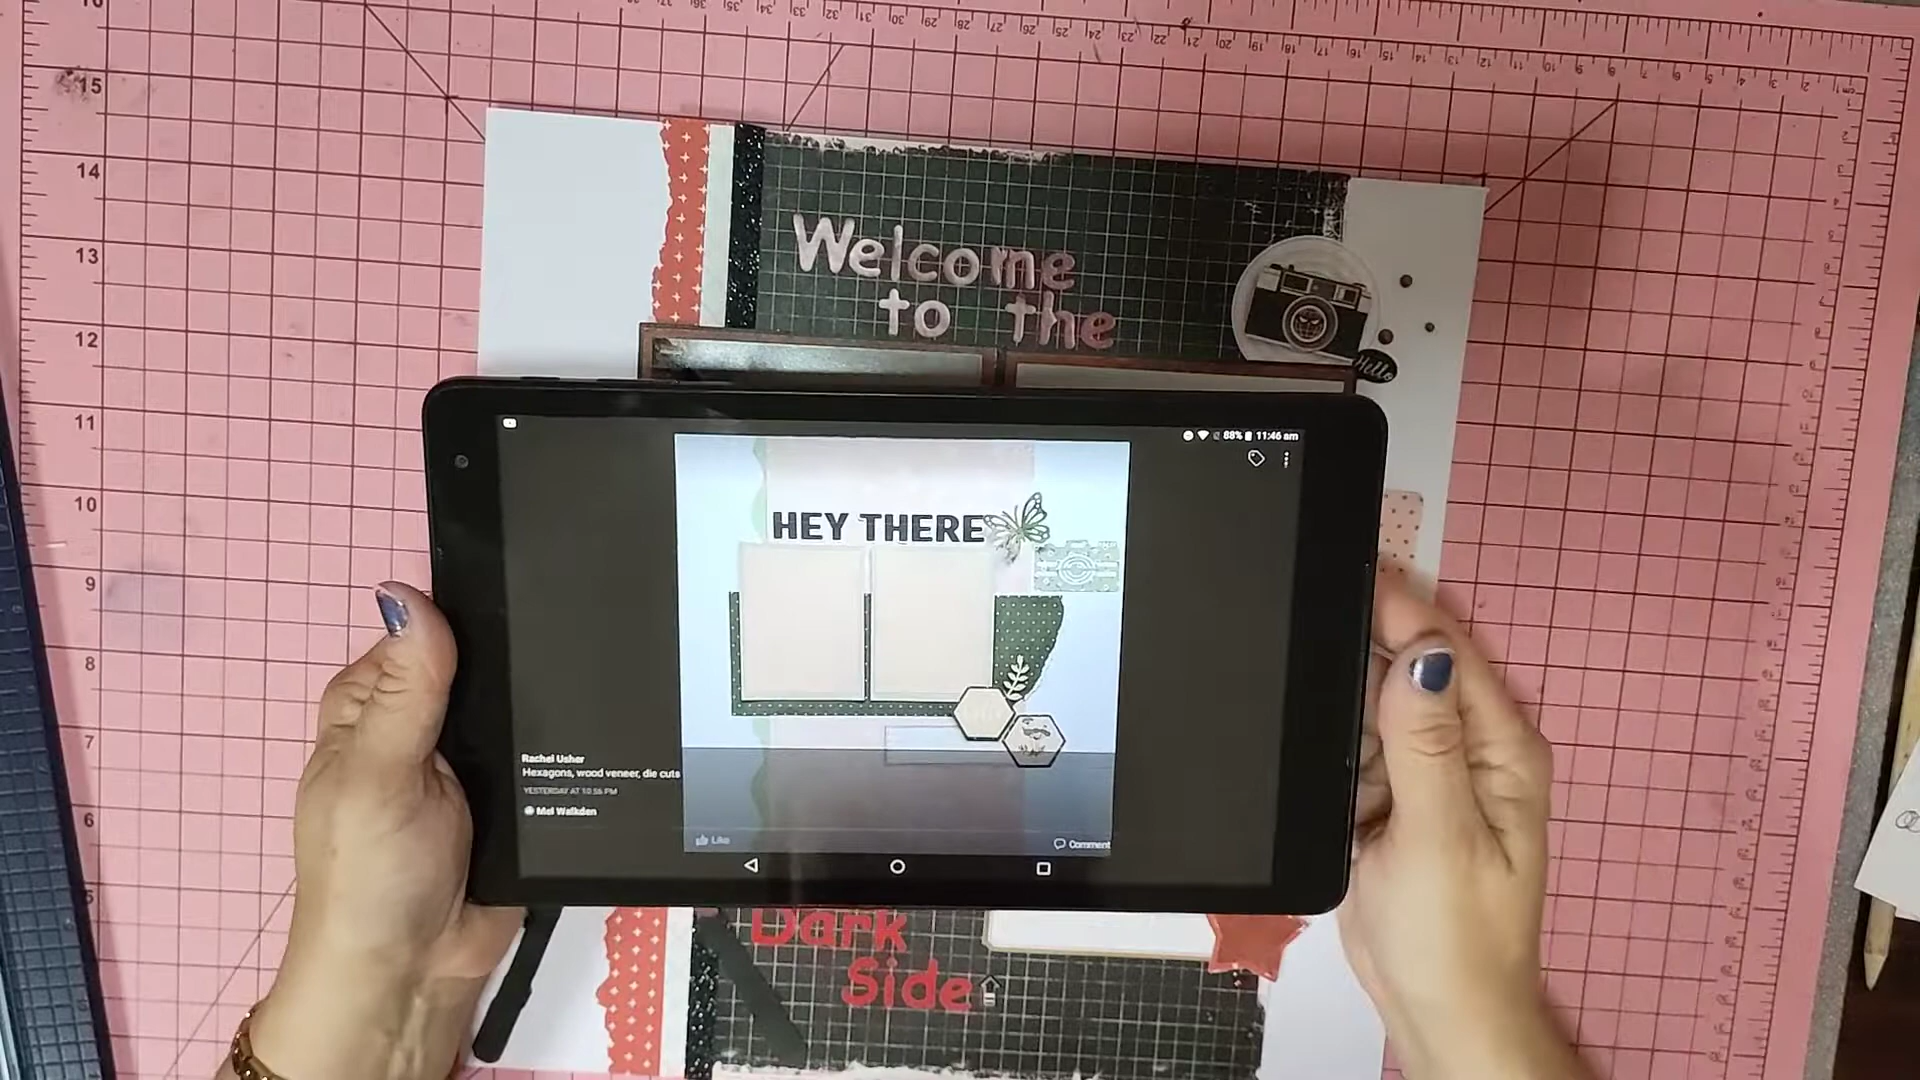 Welcome
to the
Hello
88% 11:46 am
HEY THERE
Rachel Usher
Hexagons, wood veneer, die cuts
YESTERDAY AT 10:56 PM
Mel Walkden
Like
Comment
Dark
Side
15
14
13
12
11
10
9
8
7
6
5